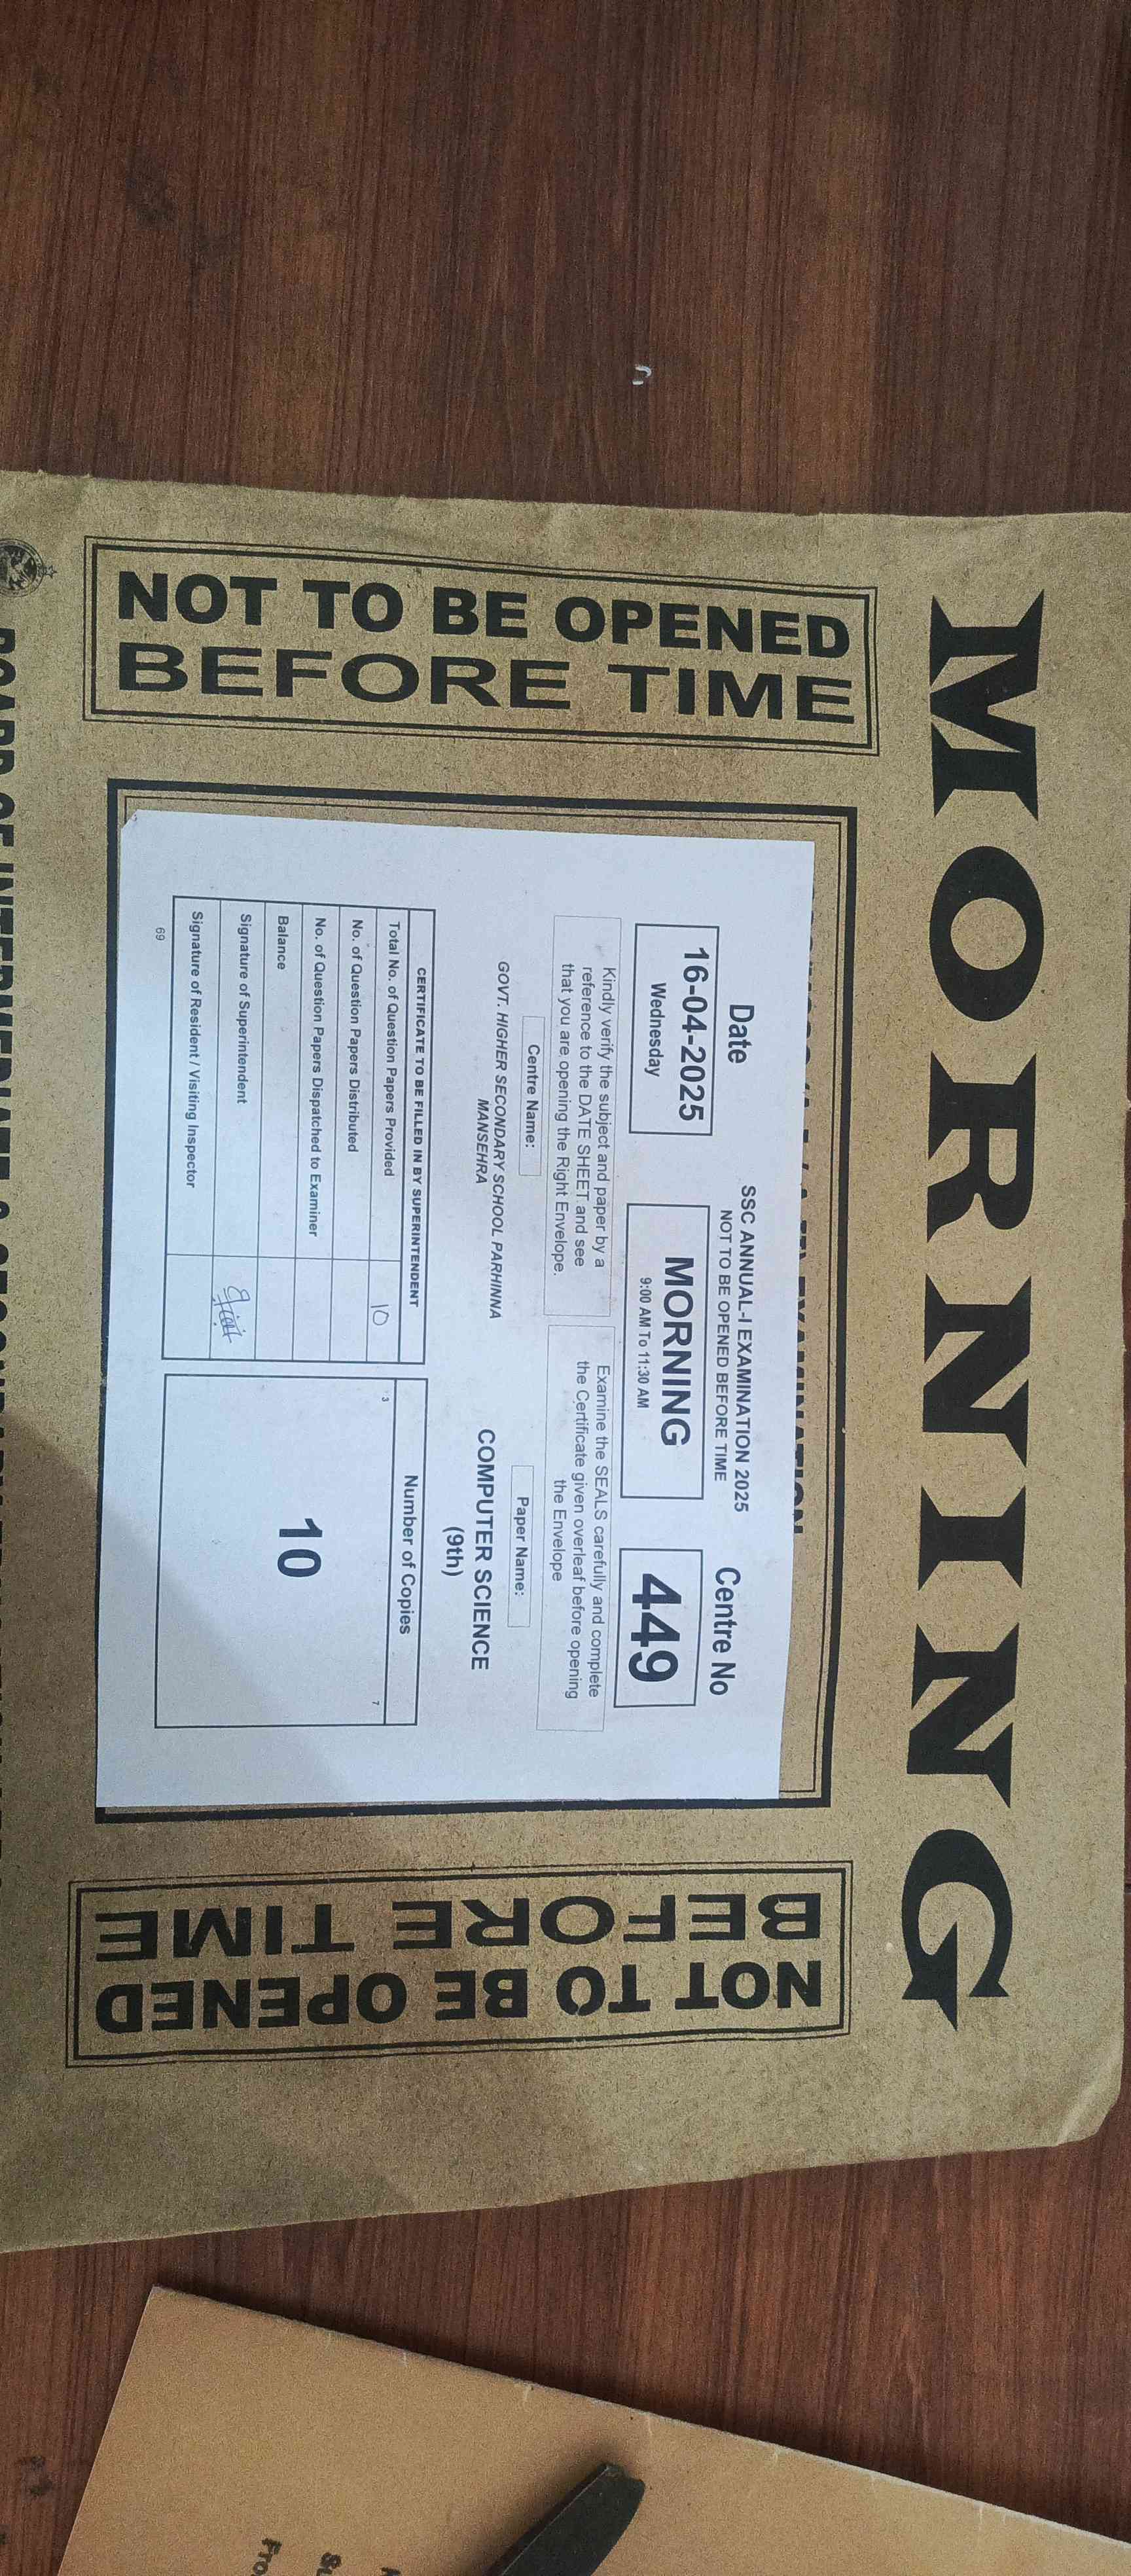 MORNING
NOT TO BE OPENED
BEFORE TIME
SSC ANNUAL-I EXAMINATION 2025
NOT TO BE OPENED BEFORE TIME
Date
16-04-2025
Wednesday
MORNING
9:00 AM To 11:30 AM
Centre No
449
Kindly verify the subject and paper by a
reference to the DATE SHEET and see
that you are opening the Right Envelope.
Examine the SEALS carefully and complete
the Certificate given overleaf before opening
the Envelope
Centre Name:
GOVT. HIGHER SECONDARY SCHOOL PARHINNA
MANSEHRA
Paper Name:
COMPUTER SCIENCE
(9th)
CERTIFICATE TO BE FILLED IN BY SUPERINTENDENT
Total No. of Question Papers Provided 10
No. of Question Papers Distributed
No. of Question Papers Dispatched to Examiner
Balance
Signature of Superintendent
Signature of Resident / Visiting Inspector
69
Number of Copies
3
7
10
NOT TO BE OPENED
BEFORE TIME